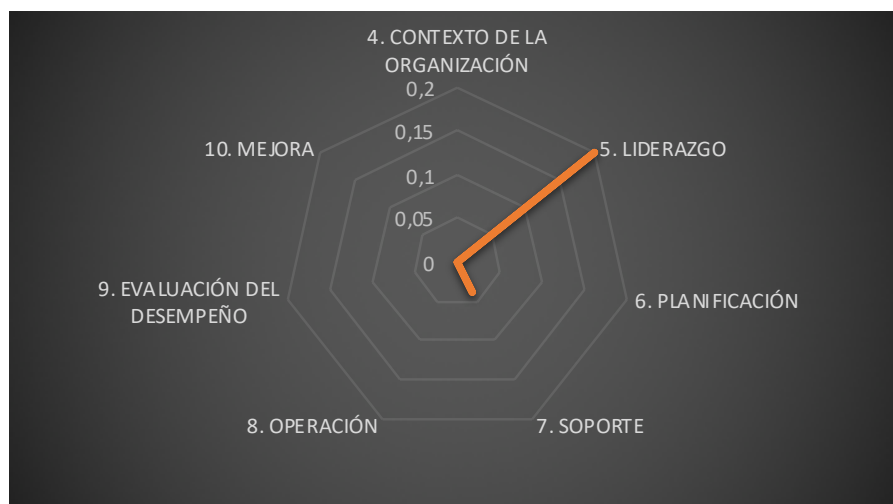 4. CONTEXTO DE LA
ORGANIZACIÓN
0,2
0,15
0,1
0,05
0
5. LIDERAZGO
6. PLANIFICACIÓN
7. SOPORTE
8. OPERACIÓN
9. EVALUACIÓN DEL
DESEMPEÑO
10. MEJORA